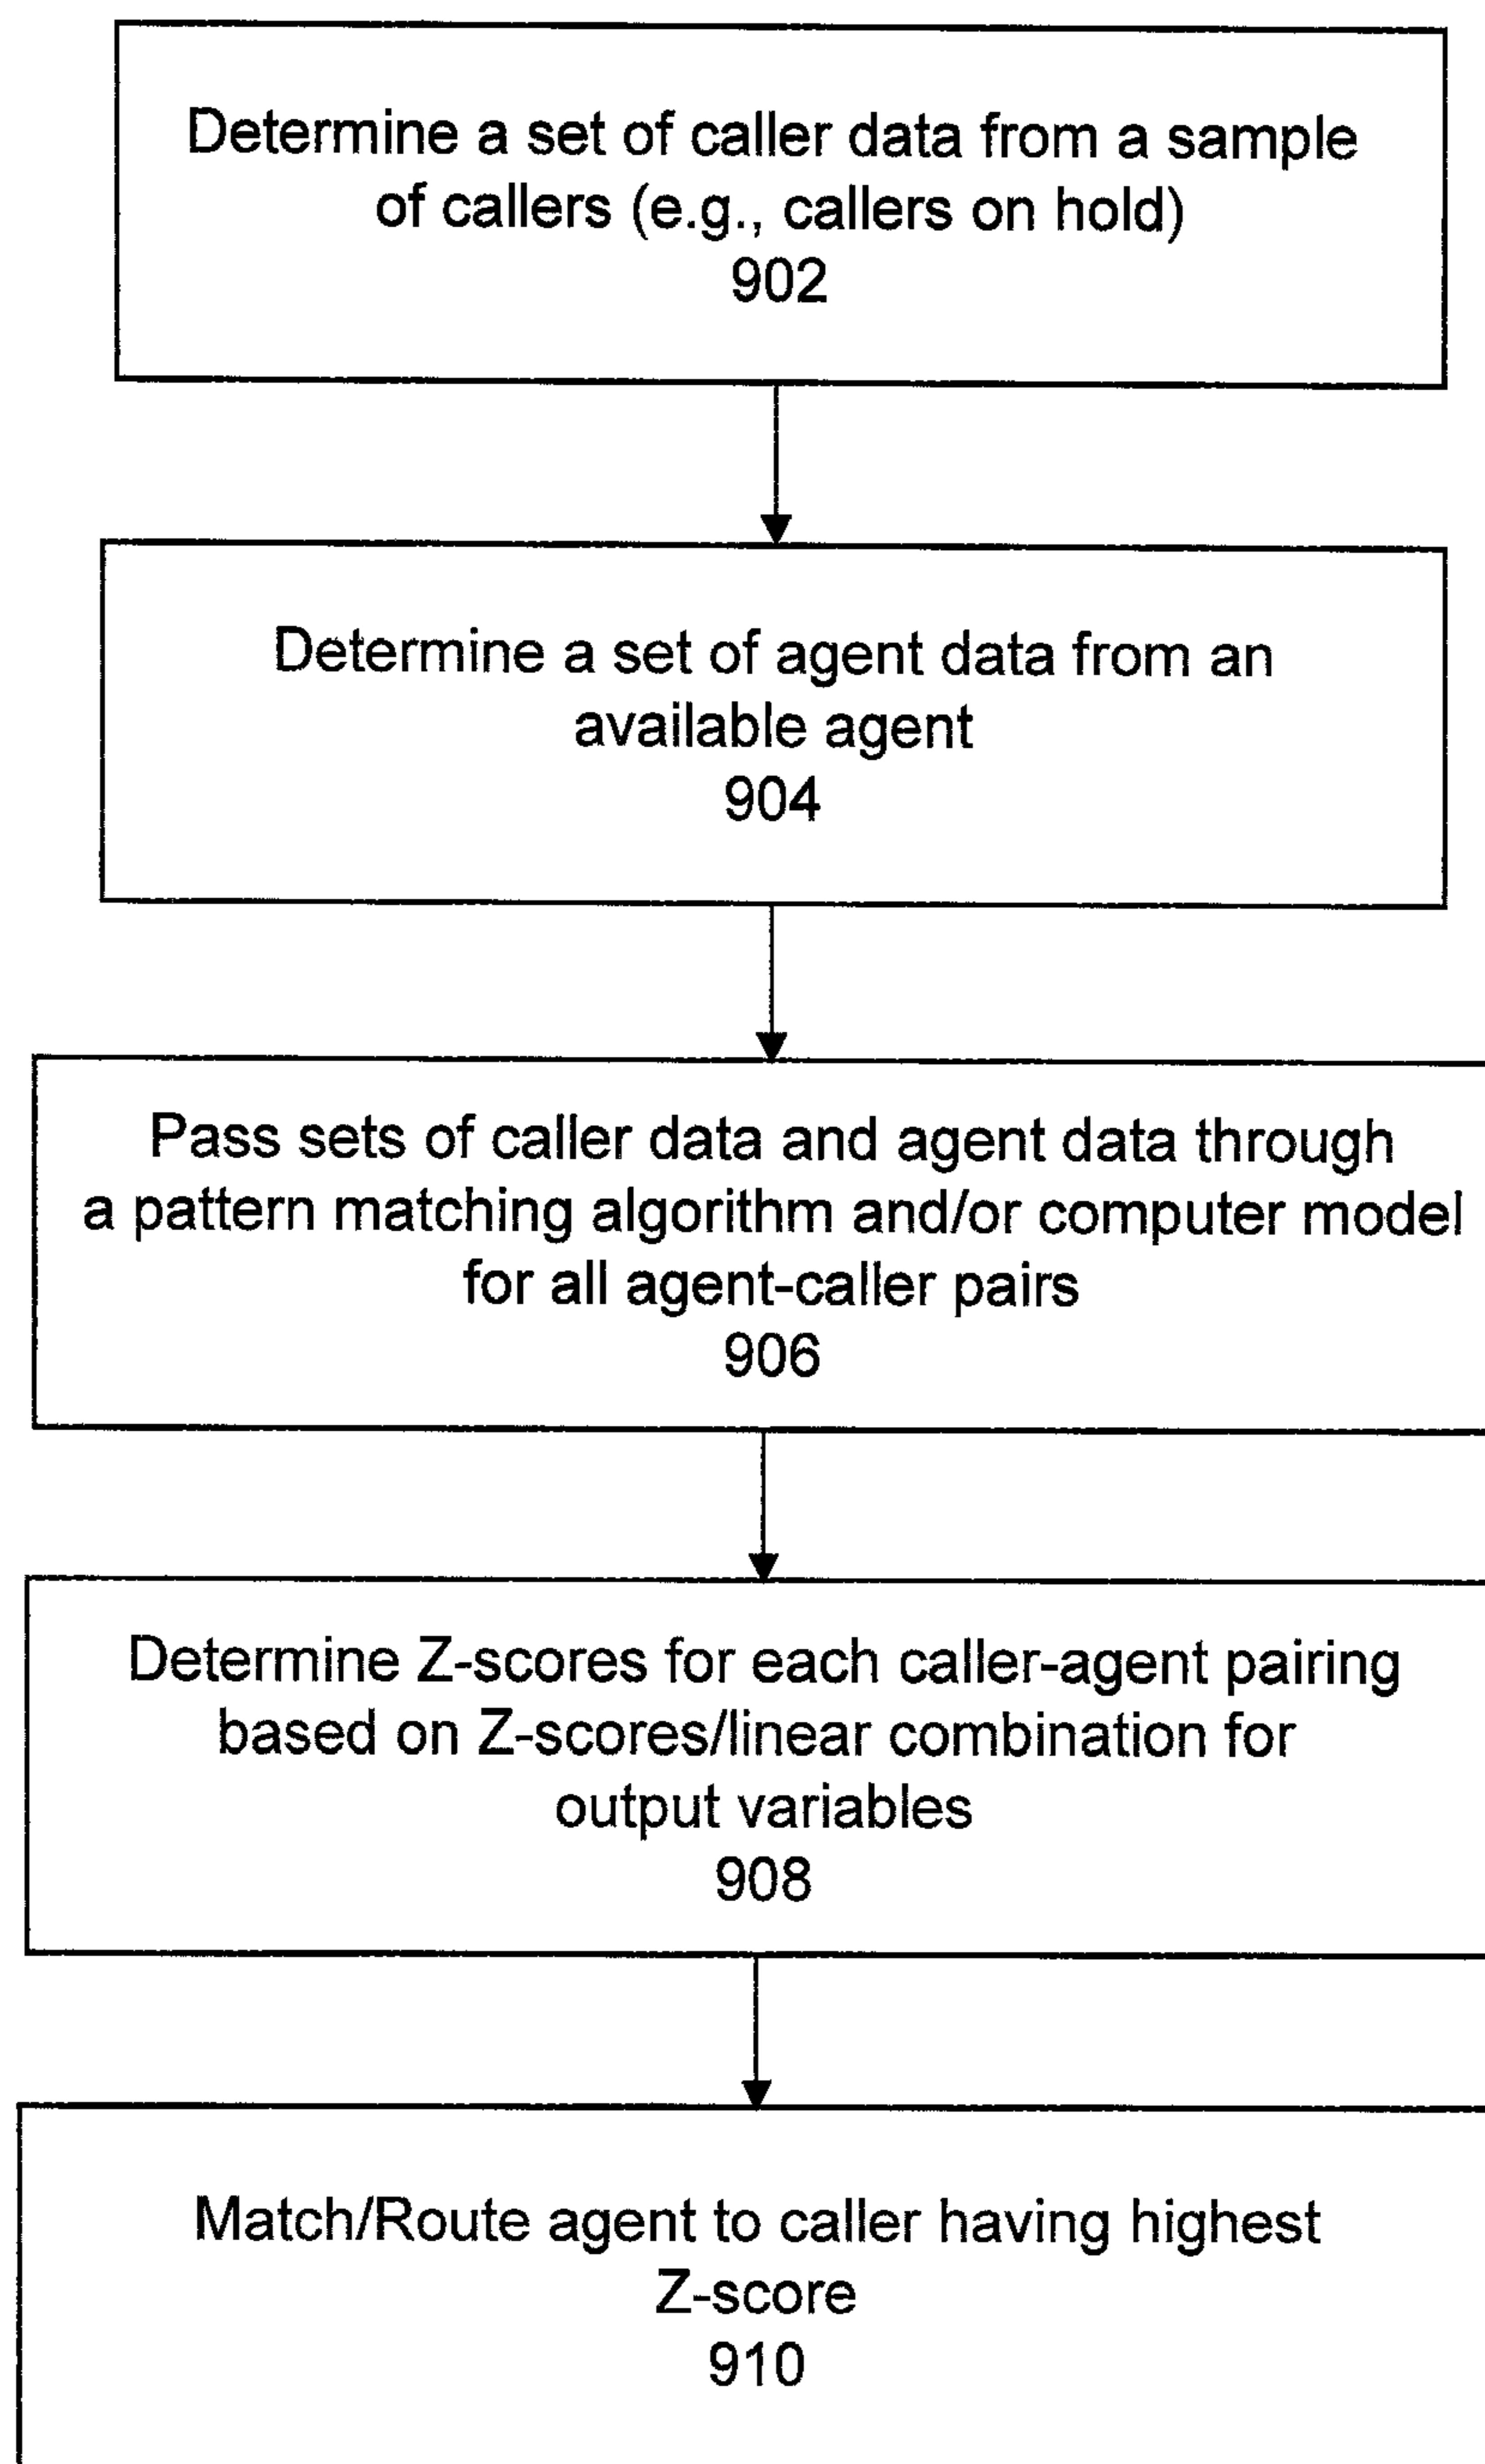 Determine a set of caller data from a sample
of callers (e.g., callers on hold)
902
Determine a set of agent data from an
available agent
904
Pass sets of caller data and agent data through
a pattern matching algorithm and/or computer model
for all agent-caller pairs
906
Determine Z-scores for each caller-agent pairing
based on Z-scores/linear combination for
output variables
908
Match/Route agent to caller having highest
Z-score
910